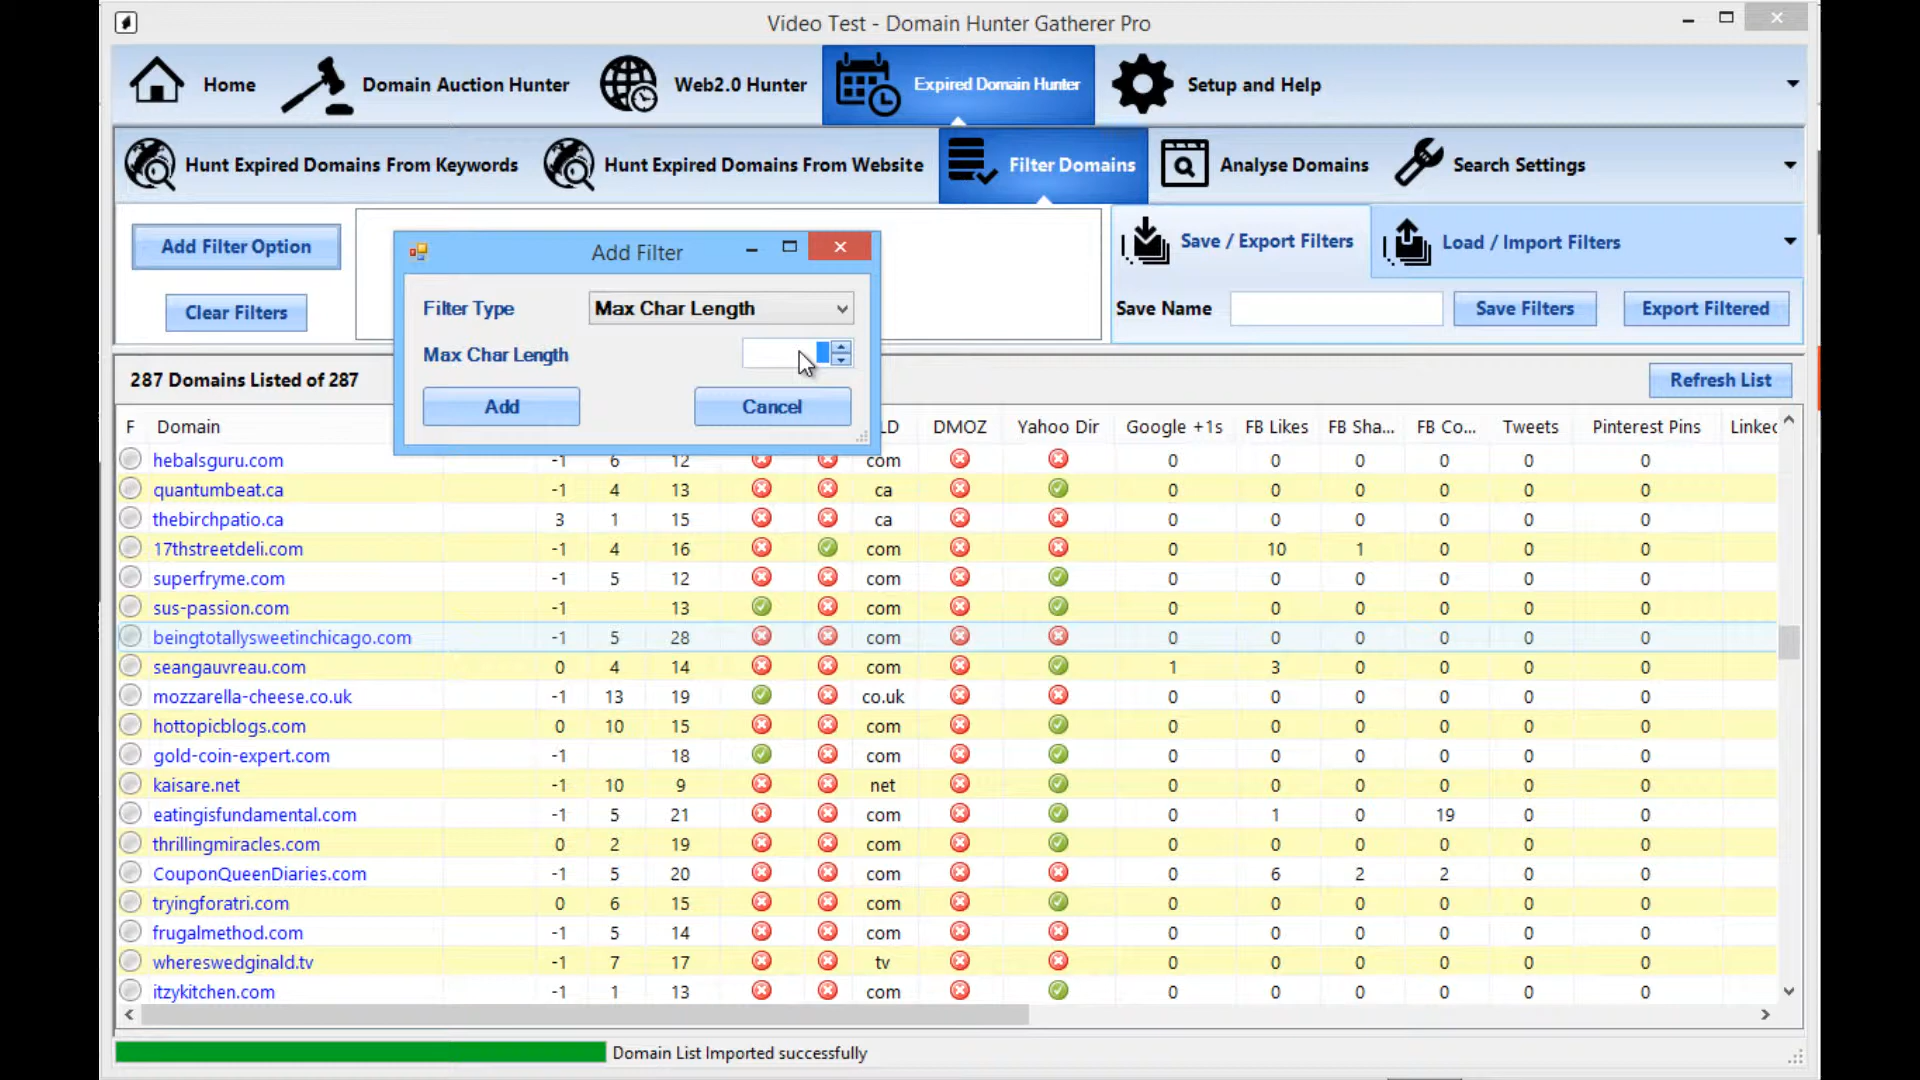 Video Test - Domain Hunter Gatherer Pro
Home Domain Auction Hunter Web2.0 Hunter Expired Domain Hunter Setup and Help
Hunt Expired Domains From Keywords Hunt Expired Domains From Website Filter Domains Analyse Domains Search Settings
Add Filter Option
Clear Filters
Add Filter
Filter Type Max Char Length
Max Char Length
Add Cancel
Save / Export Filters Load / Import Filters
Save Name Save Filters Export Filtered
287 Domains Listed of 287 Refresh List
F Domain LD DMOZ Yahoo Dir Google +1s FB Likes FB Sha... FB Co... Tweets Pinterest Pins Linked
hebalsguru.com -1 6 12 com 0 0 0 0 0 0
quantumbeat.ca -1 4 13 ca 0 0 0 0 0 0
thebirchpatio.ca 3 1 15 ca 0 0 0 0 0 0
17thstreetdeli.com -1 4 16 com 0 10 1 0 0 0
superfryme.com -1 5 12 com 0 0 0 0 0 0
sus-passion.com -1 13 com 0 0 0 0 0 0
beingtotallysweetinchicago.com -1 5 28 com 0 0 0 0 0 0
seangauvreau.com 0 4 14 com 1 3 0 0 0 0
mozzarella-cheese.co.uk -1 13 19 co.uk 0 0 0 0 0 0
hottopicblogs.com 0 10 15 com 0 0 0 0 0 0
gold-coin-expert.com -1 18 com 0 0 0 0 0 0
kaisare.net -1 10 9 net 0 0 0 0 0 0
eatingisfundamental.com -1 5 21 com 0 1 0 19 0 0
thrillingmiracles.com 0 2 19 com 0 0 0 0 0 0
CouponQueenDiaries.com -1 5 20 com 0 6 2 2 0 0
tryingforatri.com 0 6 15 com 0 0 0 0 0 0
frugalmethod.com -1 5 14 com 0 0 0 0 0 0
whereswedginald.tv -1 7 17 tv 0 0 0 0 0 0
itzykitchen.com -1 1 13 com 0 0 0 0 0 0
Domain List Imported successfully